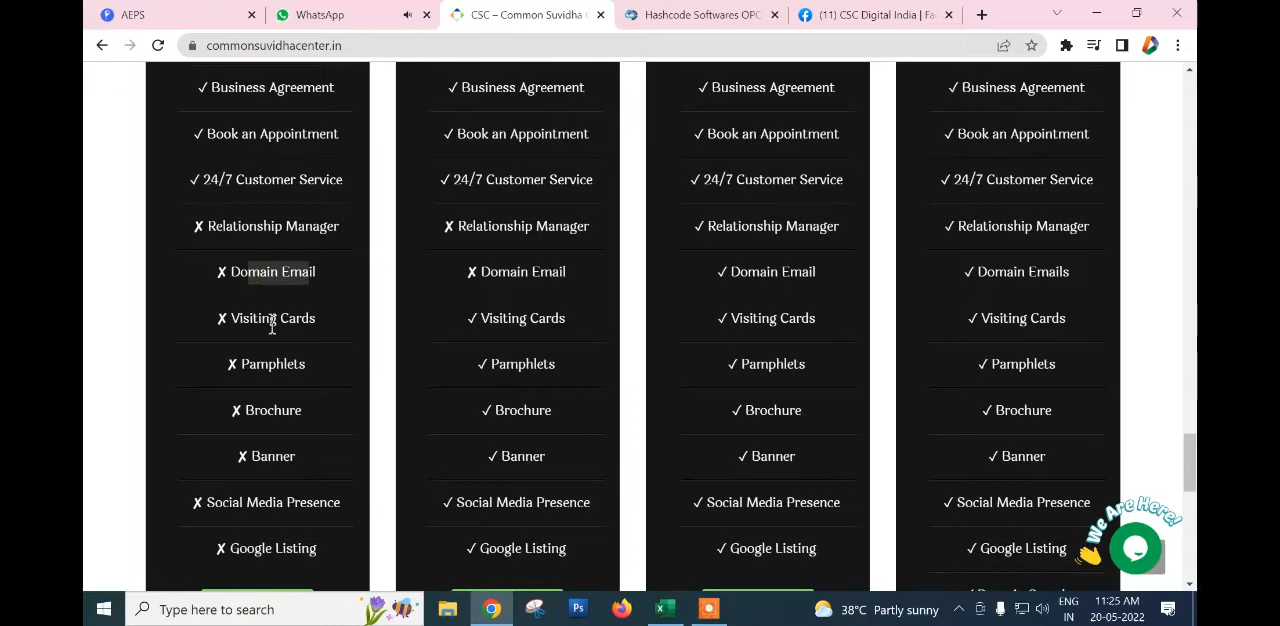 AEPS
WhatsApp
CSC – Common Suvidha
Hashcode Softwares OPC
(11) CSC Digital India | Fa
commonsuvidhacenter.in
✓ Business Agreement ✓ Business Agreement ✓ Business Agreement ✓ Business Agreement
✓ Book an Appointment ✓ Book an Appointment ✓ Book an Appointment ✓ Book an Appointment
✓ 24/7 Customer Service ✓ 24/7 Customer Service ✓ 24/7 Customer Service ✓ 24/7 Customer Service
✗ Relationship Manager ✗ Relationship Manager ✓ Relationship Manager ✓ Relationship Manager
✗ Domain Email ✗ Domain Email ✓ Domain Email ✓ Domain Emails
✗ Visiting Cards ✓ Visiting Cards ✓ Visiting Cards ✓ Visiting Cards
✗ Pamphlets ✓ Pamphlets ✓ Pamphlets ✓ Pamphlets
✗ Brochure ✓ Brochure ✓ Brochure ✓ Brochure
✗ Banner ✓ Banner ✓ Banner ✓ Banner
✗ Social Media Presence ✓ Social Media Presence ✓ Social Media Presence ✓ Social Media Presence
✗ Google Listing ✓ Google Listing ✓ Google Listing ✓ Google Listing
We Are Here!
Type here to search
Ps
38°C Partly sunny
ENG
IN
11:25 AM
20-05-2022